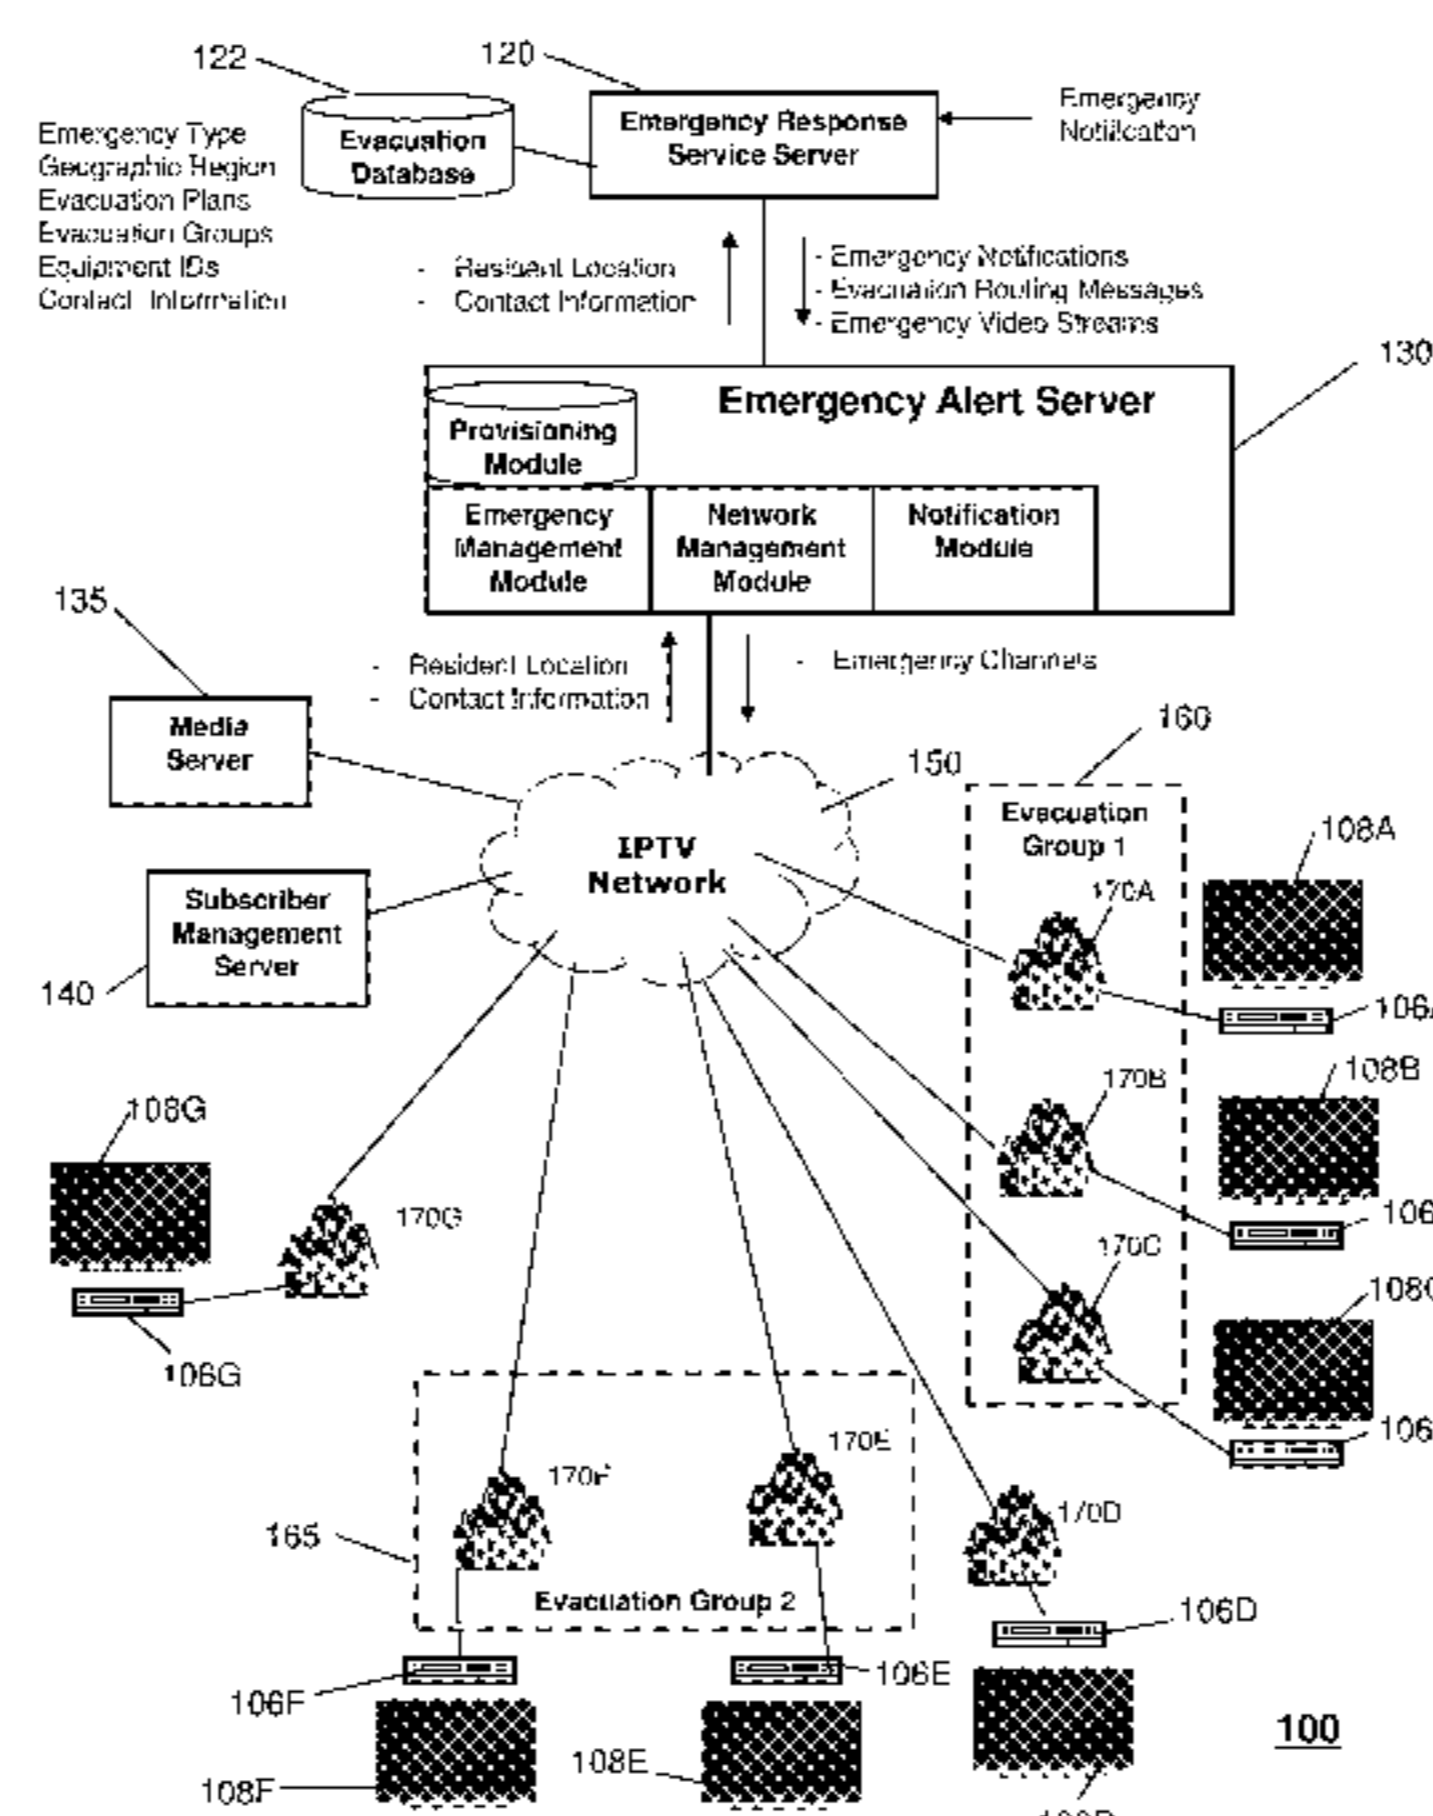 122
120
Emergency Notification
Evacuation Database
Emergency Response Service Server
Emergency Type
Geographic Region
Evacuation Plans
Evacuation Groups
Equipment IDs
Contact Information
- Resident Location
- Contact Information
- Emergency Notifications
- Evacuation Routing Messages
- Emergency Video Streams
130
Emergency Alert Server
Provisioning
Module
Emergency
Management
Module
Network
Management
Module
Notification
Module
135
- Resident Location
- Contact Information
- Emergency Channels
Media
Server
160
150
IPTV
Network
Evacuation
Group 1
108A
170A
Subscriber
Management
Server
140
106A
108B
170B
108G
170G
106
170C
108C
106G
106
170E
170F
170D
165
Evacuation Group 2
106D
106E
106F
100
108E
108F